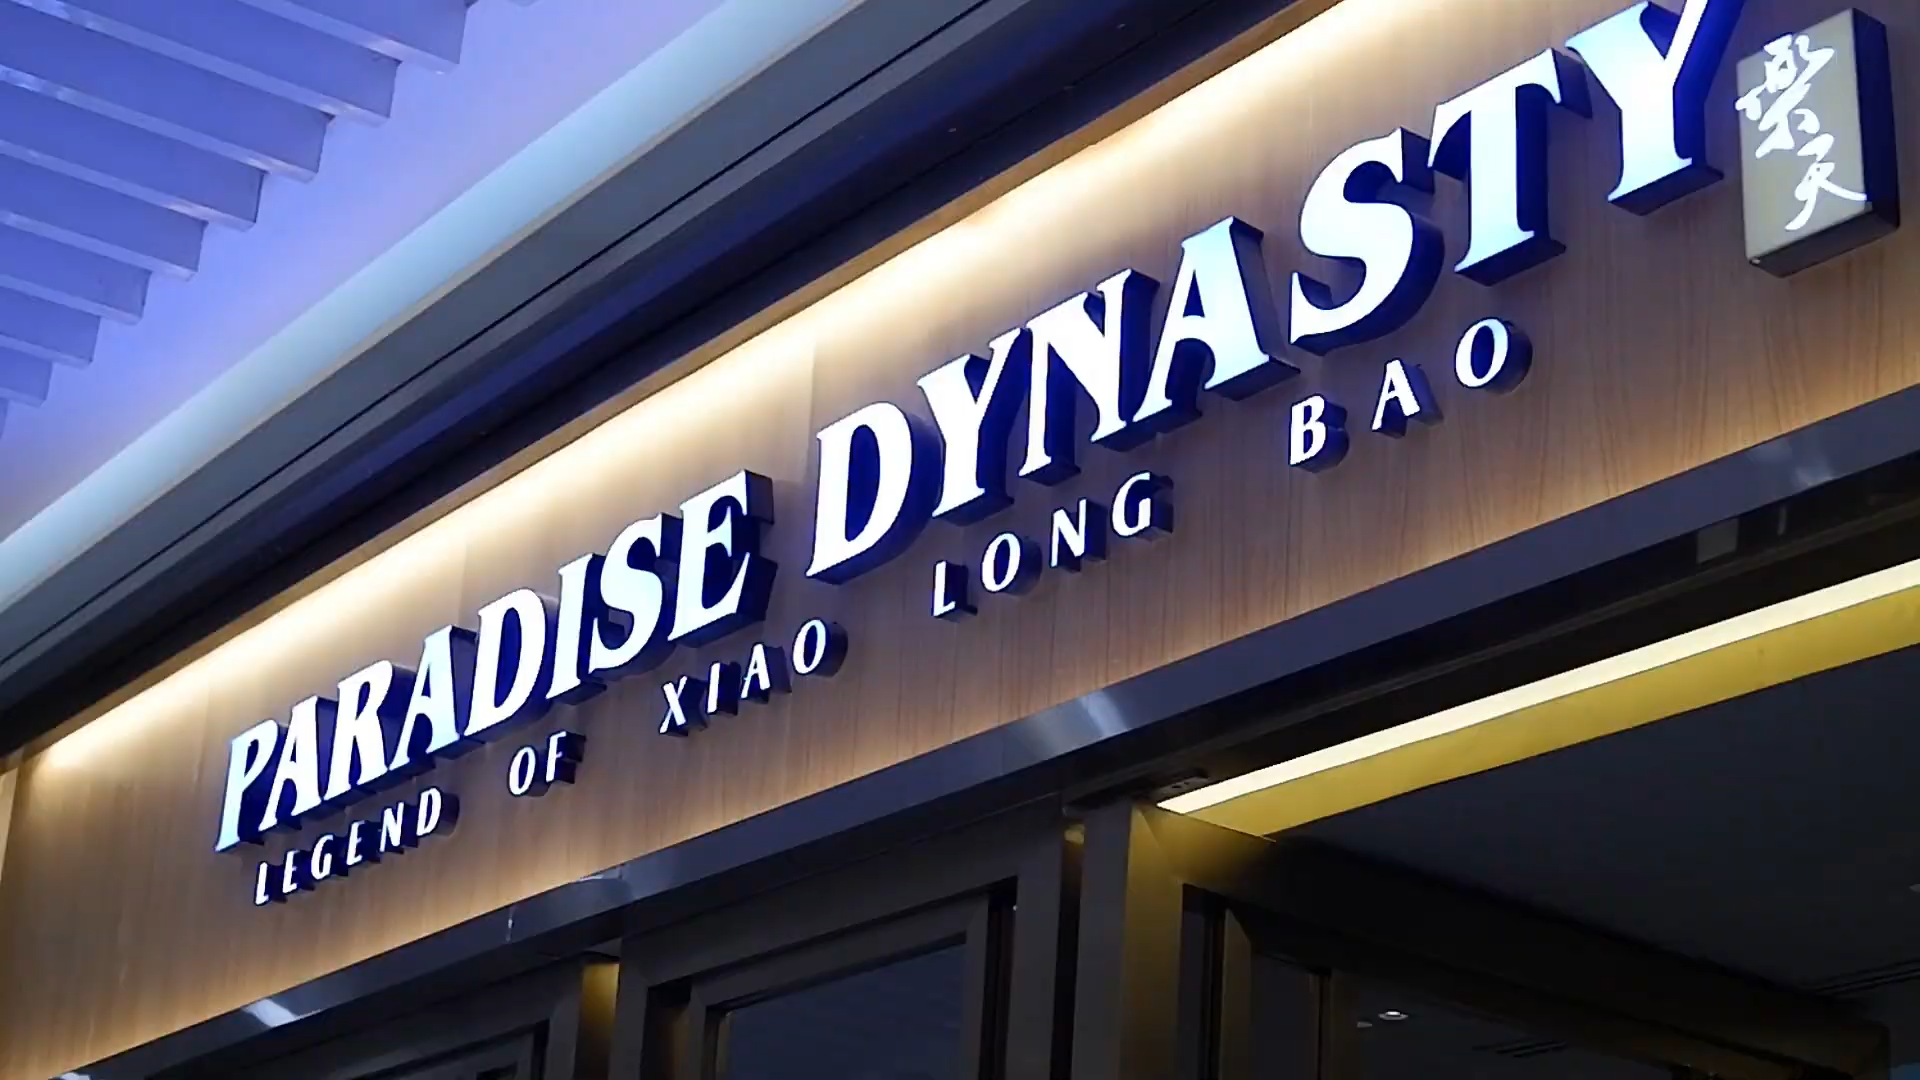 PARADISE DYNASTY
LEGEND OF XIAO LONG BAO
樂天